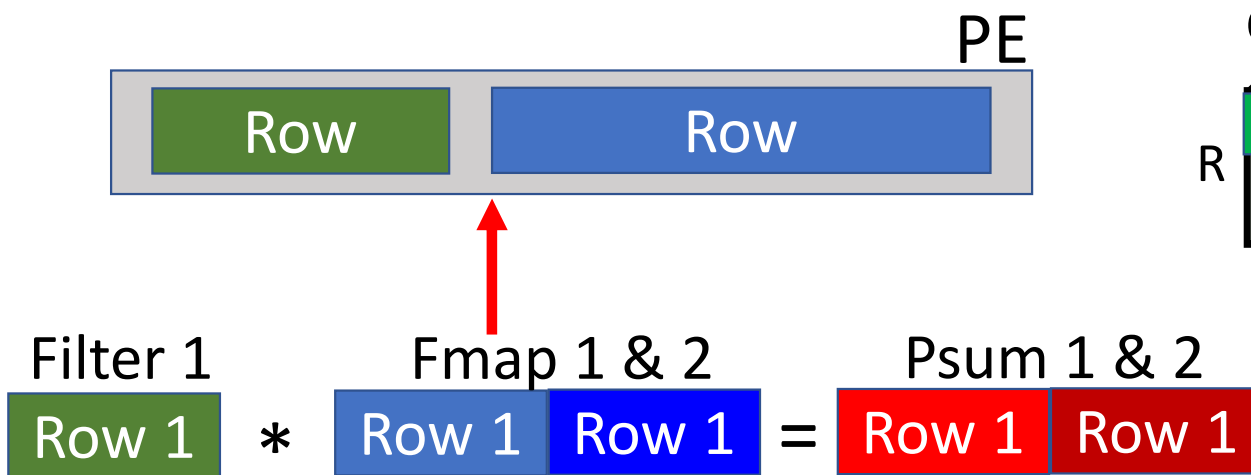 PE
Row Row
R
Filter 1 Fmap 1 & 2 Psum 1 & 2
Row 1 * Row 1 Row 1 = Row 1 Row 1